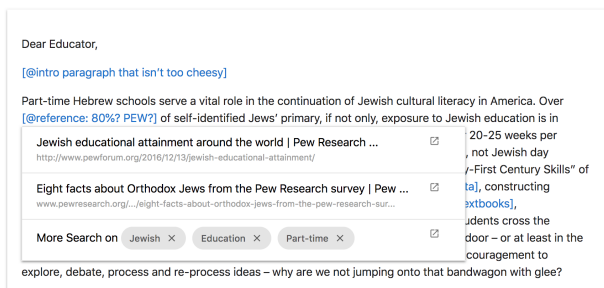 Dear Educator,
[@intro paragraph that isn't too cheesy]
Part-time Hebrew schools serve a vital role in the continuation of Jewish cultural literacy in America. Over
[@reference: 80%? PEW?] of self-identified Jews' primary, if not only, exposure to Jewish education is in
20-25 weeks per
Jewish educational attainment around the world | Pew Research ...
http://www.pewforum.org/2016/12/13/jewish-educational-attainment/
, not Jewish day
y-First Century Skills" of
Eight facts about Orthodox Jews from the Pew Research survey | Pew ...
ta], constructing
www.pewresearch.org/.../eight-facts-about-orthodox-jews-from-the-pew-research-sur...
extbooks],
udents cross the
More Search on Jewish × Education × Part-time ×
door – or at least in the
couragement to
explore, debate, process and re-process ideas – why are we not jumping onto that bandwagon with glee?